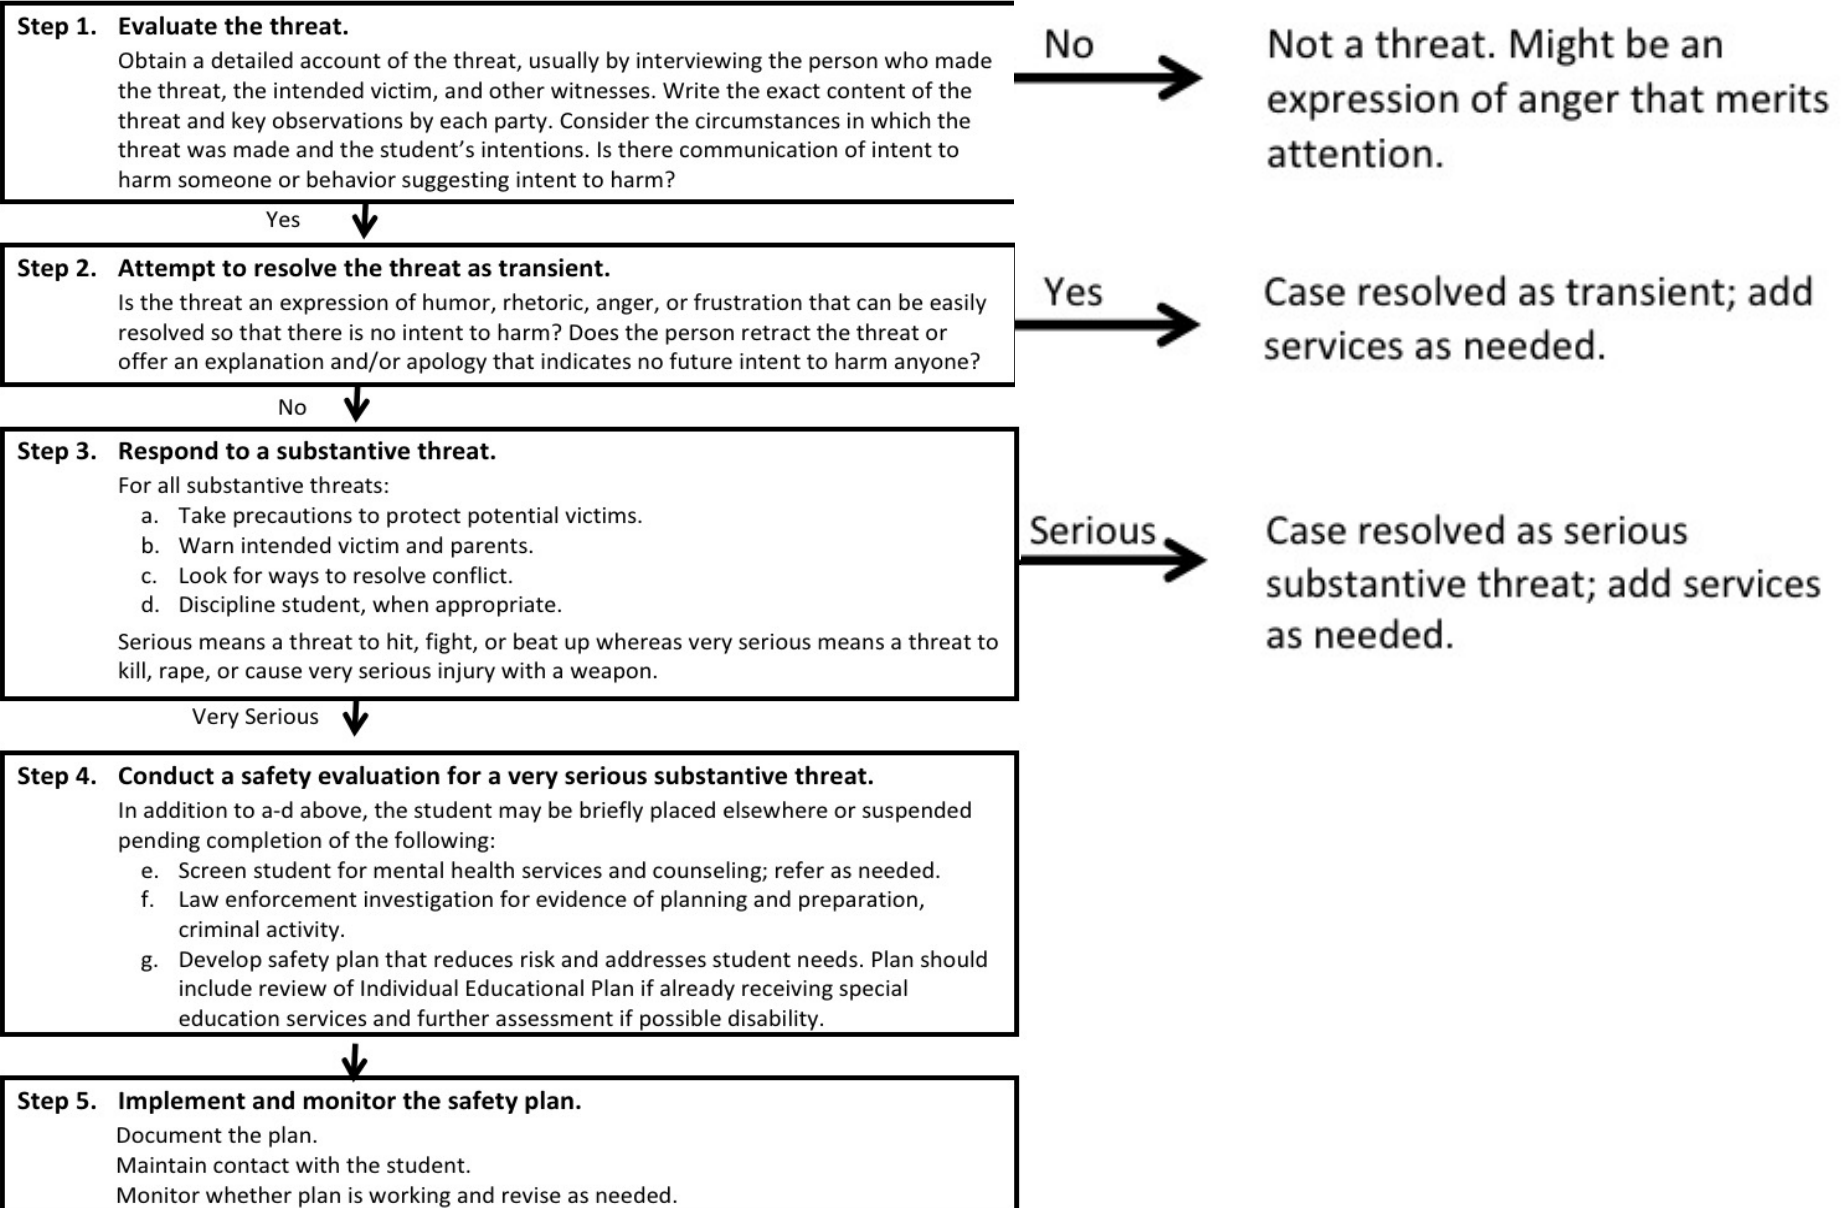 Step 1. Evaluate the threat.
Obtain a detailed account of the threat, usually by interviewing the person who made
the threat, the intended victim, and other witnesses. Write the exact content of the
threat and key observations by each party. Consider the circumstances in which the
threat was made and the student’s intentions. Is there communication of intent to
harm someone or behavior suggesting intent to harm?
No
Not a threat. Might be an
expression of anger that merits
attention.
Yes
Step 2. Attempt to resolve the threat as transient.
Is the threat an expression of humor, rhetoric, anger, or frustration that can be easily
resolved so that there is no intent to harm? Does the person retract the threat or
offer an explanation and/or apology that indicates no future intent to harm anyone?
Yes
Case resolved as transient; add
services as needed.
No
Step 3. Respond to a substantive threat.
For all substantive threats:
a. Take precautions to protect potential victims.
b. Warn intended victim and parents.
c. Look for ways to resolve conflict.
d. Discipline student, when appropriate.
Serious means a threat to hit, fight, or beat up whereas very serious means a threat to
kill, rape, or cause very serious injury with a weapon.
Serious
Case resolved as serious
substantive threat; add services
as needed.
Very Serious
Step 4. Conduct a safety evaluation for a very serious substantive threat.
In addition to a-d above, the student may be briefly placed elsewhere or suspended
pending completion of the following:
e. Screen student for mental health services and counseling; refer as needed.
f. Law enforcement investigation for evidence of planning and preparation,
criminal activity.
g. Develop safety plan that reduces risk and addresses student needs. Plan should
include review of Individual Educational Plan if already receiving special
education services and further assessment if possible disability.
Step 5. Implement and monitor the safety plan.
Document the plan.
Maintain contact with the student.
Monitor whether plan is working and revise as needed.